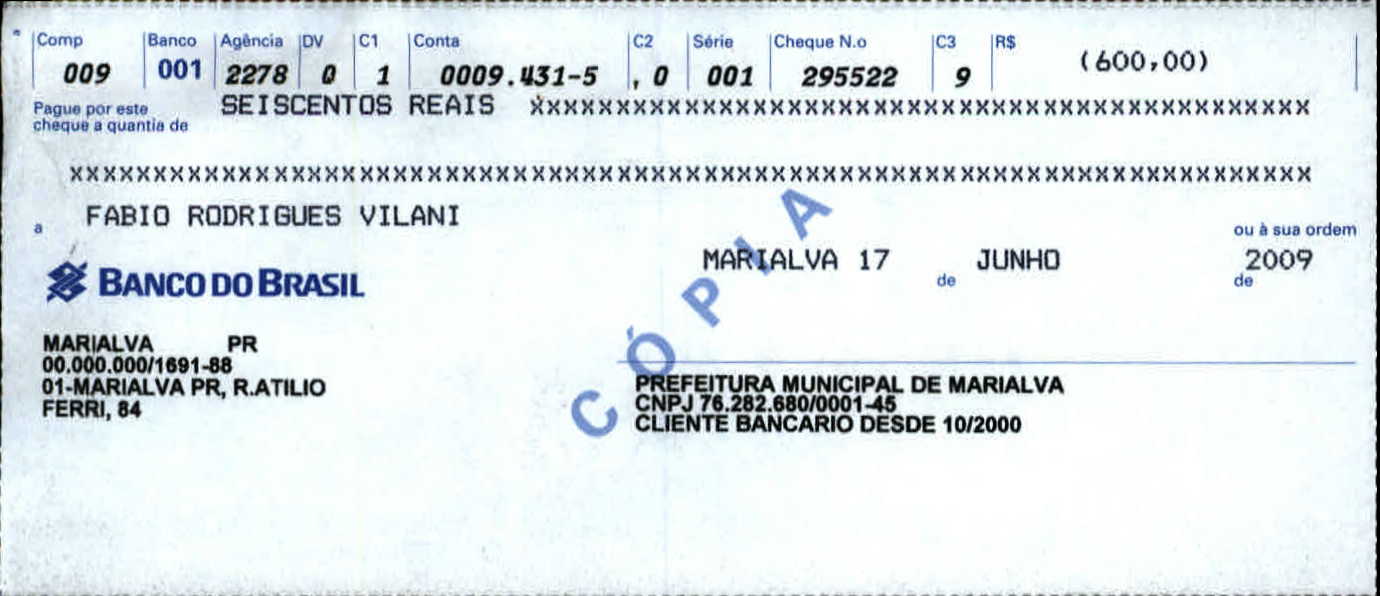 Comp Banco Agência DV C1 Conta C2 Série Cheque N.o C3 R$
009 001 2278 0 1 0009.431-5 , 0 001 295522 9 (600,00)
Pague por este
cheque a quantia de SEISCENTOS REAIS xxxxxxxxxxxxxxxxxxxxxxxxxxxxxxxxxxxxxxxxxxxxx
xxxxxxxxxxxxxxxxxxxxxxxxxxxxxxxxxxxxxxxxxxxxxxxxxxxxxxxxxxxxxxxxxxxxxxxx
a FABIO RODRIGUES VILANI ou à sua ordem
MARIALVA 17 de JUNHO de 2009
BANCO DO BRASIL
CÓPIA
MARIALVA PR
00.000.000/1691-88
01-MARIALVA PR, R.ATILIO
FERRI, 84
PREFEITURA MUNICIPAL DE MARIALVA
CNPJ 76.282.680/0001-45
CLIENTE BANCARIO DESDE 10/2000